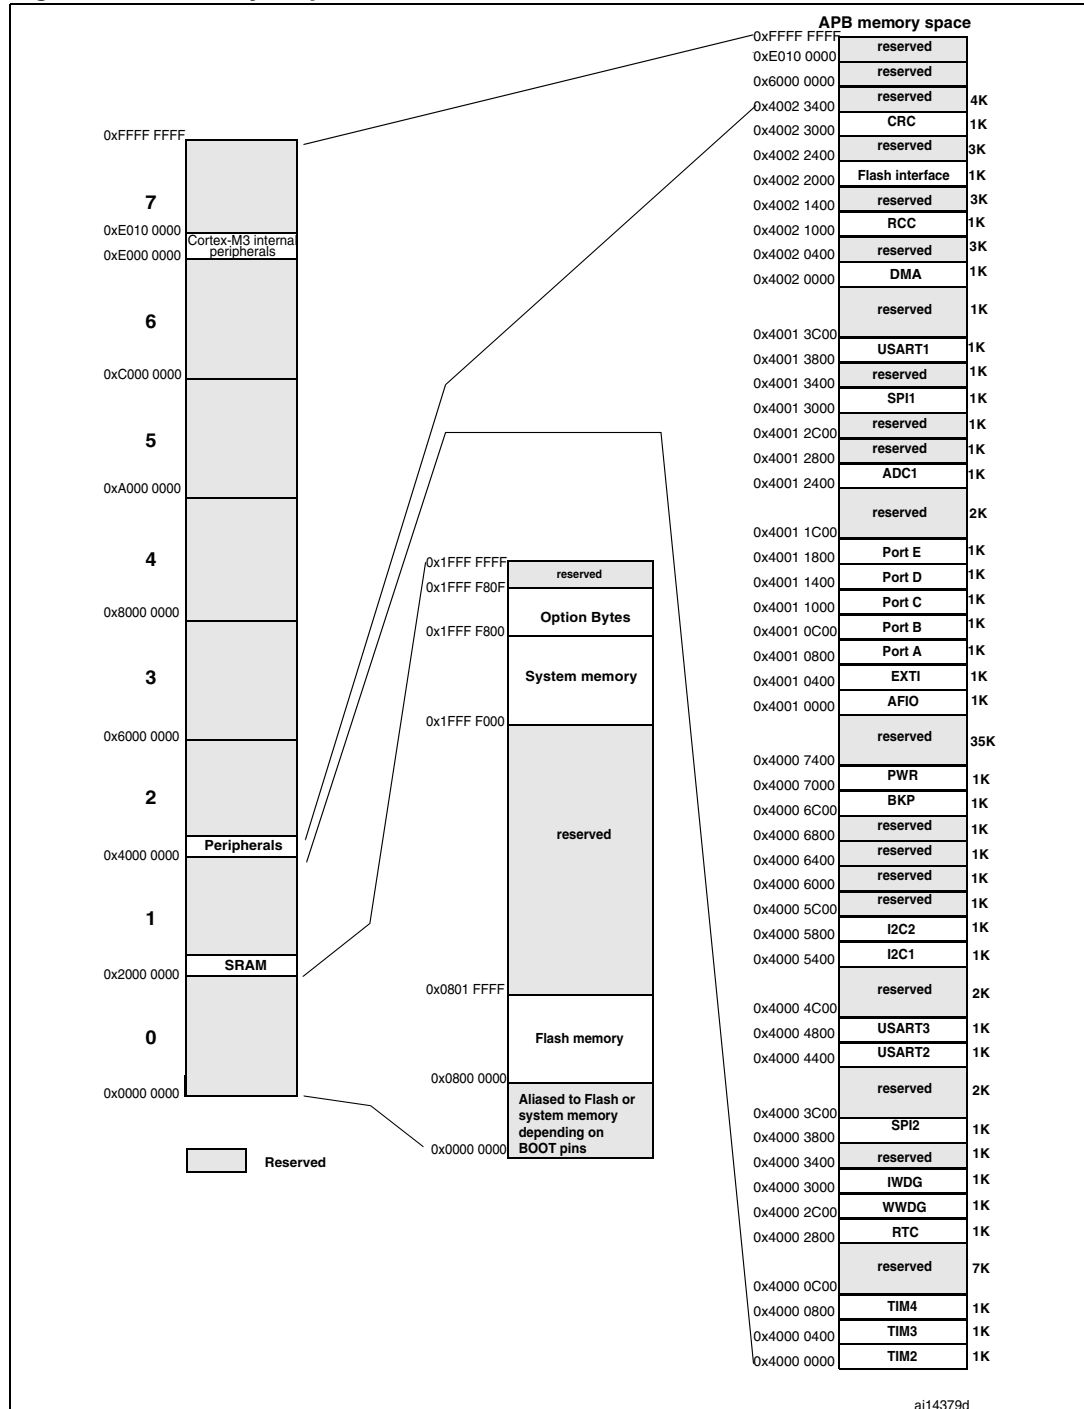 APB memory space
0xFFFF FFFF
reserved
0xE010 0000
0x6000 0000
reserved
reserved
4K
0x4002 3400
CRC
1K
0x4002 3000
reserved
3K
0x4002 2400
Flash interface
1K
0x4002 2000
reserved
3K
0x4002 1400
RCC
1K
0x4002 1000
reserved
3K
0x4002 0400
DMA
1K
0x4002 0000
reserved
1K
0x4001 3C00
USART1
1K
0x4001 3800
reserved
1K
0x4001 3400
SPI1
1K
0x4001 3000
reserved
1K
0x4001 2C00
reserved
1K
0x4001 2800
ADC1
1K
0x4001 2400
reserved
2K
0x4001 1C00
Port E
1K
0x4001 1800
Port D
1K
0x4001 1400
Port C
1K
0x4001 1000
Port B
1K
0x4001 0C00
Port A
1K
0x4001 0800
EXTI
1K
0x4001 0400
AFIO
1K
0x4001 0000
reserved
35K
0x4000 7400
PWR
1K
0x4000 7000
BKP
1K
0x4000 6C00
reserved
1K
0x4000 6800
reserved
1K
0x4000 6400
reserved
1K
0x4000 6000
reserved
1K
0x4000 5C00
I2C2
1K
0x4000 5800
I2C1
1K
0x4000 5400
reserved
2K
0x4000 4C00
USART3
1K
0x4000 4800
USART2
1K
0x4000 4400
reserved
2K
0x4000 3C00
SPI2
1K
0x4000 3800
reserved
1K
0x4000 3400
IWDG
1K
0x4000 3000
WWDG
1K
0x4000 2C00
RTC
1K
0x4000 2800
reserved
7K
0x4000 0C00
TIM4
1K
0x4000 0800
TIM3
1K
0x4000 0400
TIM2
1K
0x4000 0000
0xFFFF FFFF
7
0xE010 0000
Cortex-M3 internal
peripherals
0xE000 0000
6
0xC000 0000
5
0xA000 0000
4
0x8000 0000
3
0x6000 0000
2
Peripherals
0x4000 0000
1
SRAM
0x2000 0000
0
0x0000 0000
Reserved
0x1FFF FFFF
reserved
0x1FFF F80F
Option Bytes
0x1FFF F800
System memory
0x1FFF F000
reserved
0x0801 FFFF
Flash memory
0x0800 0000
Aliased to Flash or
system memory
depending on
BOOT pins
0x0000 0000
ai14379d